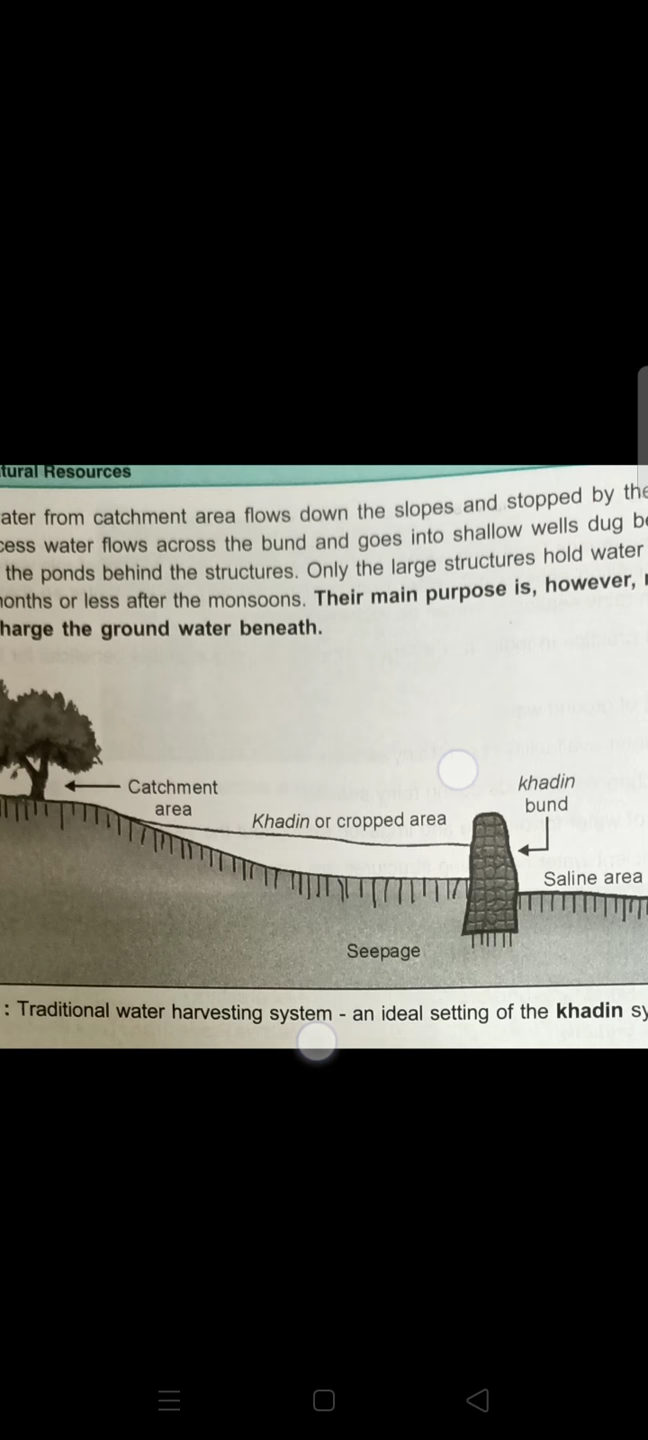 tural Resources
ater from catchment area flows down the slopes and stopped by the
cess water flows across the bund and goes into shallow wells dug be
the ponds behind the structures. Only the large structures hold water
onths or less after the monsoons. Their main purpose is, however,
harge the ground water beneath.
Catchment
area
Khadin or cropped area
khadin
bund
Saline area
Seepage
: Traditional water harvesting system - an ideal setting of the khadin sy